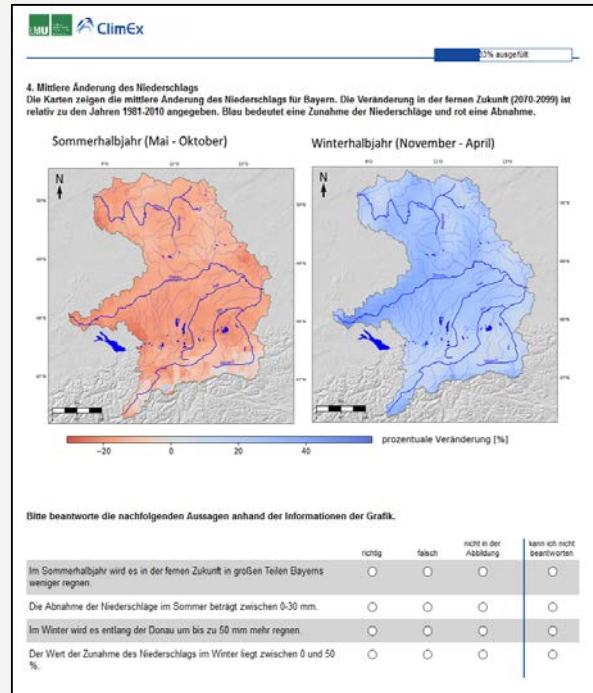 LMU ClimEx
33% ausgefüllt
4. Mittlere Änderung des Niederschlags
Die Karten zeigen die mittlere Änderung des Niederschlags für Bayern. Die Veränderung in der fernen Zukunft (2070-2099) ist
relativ zu den Jahren 1981-2010 angegeben. Blau bedeutet eine Zunahme der Niederschläge und rot eine Abnahme.
Sommerhalbjahr (Mai - Oktober) Winterhalbjahr (November - April)
N N
−20 0 20 40 prozentuale Veränderung [%]
Bitte beantworte die nachfolgenden Aussagen anhand der Informationen der Grafik.
richtig falsch nicht in der Abbildung kann ich nicht beantworten
Im Sommerhalbjahr wird es in der fernen Zukunft in großen Teilen Bayerns
weniger regnen.
Die Abnahme der Niederschläge im Sommer beträgt zwischen 0-30 mm.
Im Winter wird es entlang der Donau um bis zu 50 mm mehr regnen.
Der Wert der Zunahme des Niederschlags im Winter liegt zwischen 0 und 50
%.